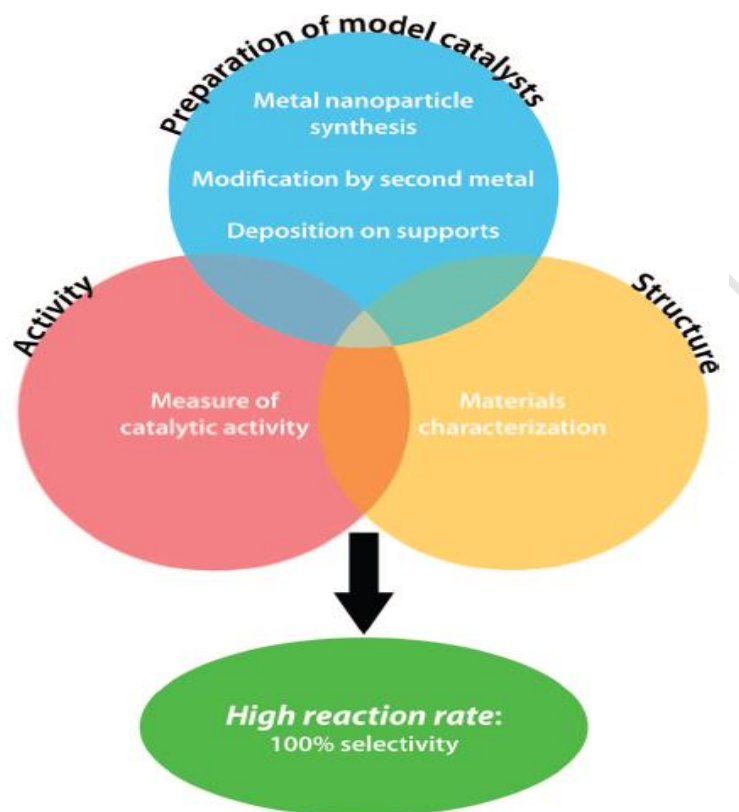 Preparation of model catalysts
Metal nanoparticle
synthesis
Modification by second metal
Deposition on supports
Activity
Structure
Measure of
catalytic activity
Materials
characterization
High reaction rate:
100% selectivity